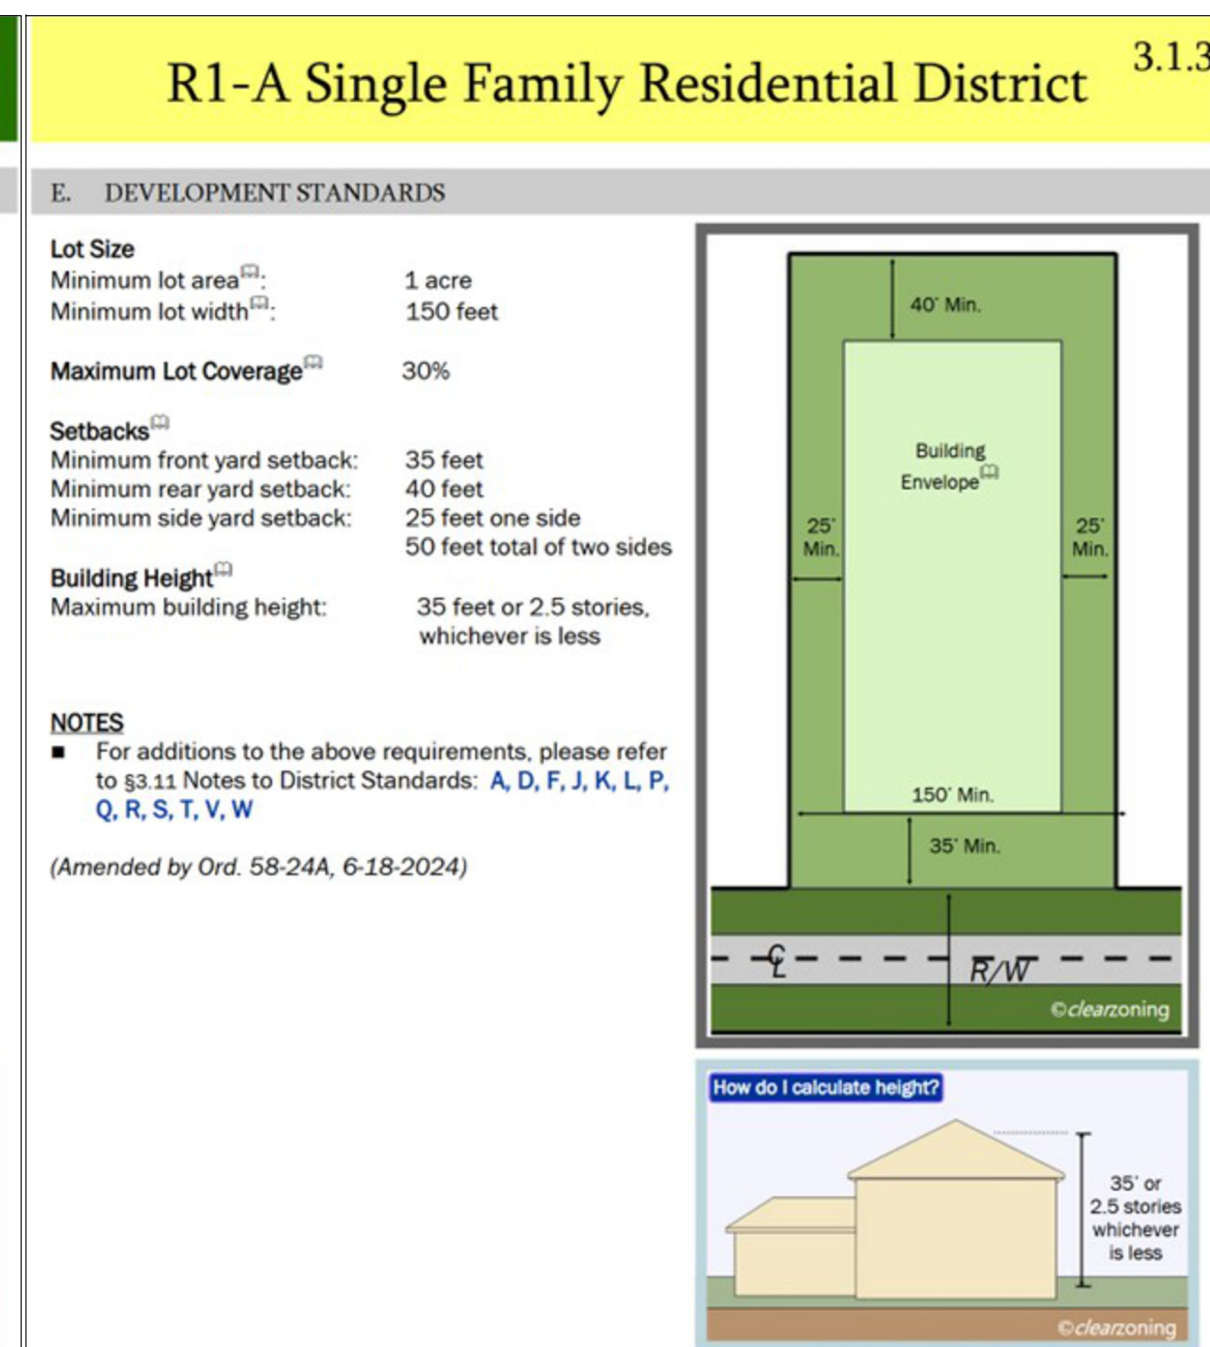 R1-A Single Family Residential District
3.1.3
E. DEVELOPMENT STANDARDS
Lot Size
Minimum lot area: 1 acre
Minimum lot width: 150 feet
Maximum Lot Coverage 30%
Setbacks
Minimum front yard setback: 35 feet
Minimum rear yard setback: 40 feet
Minimum side yard setback: 25 feet one side
50 feet total of two sides
Building Height
Maximum building height: 35 feet or 2.5 stories,
whichever is less
NOTES
■ For additions to the above requirements, please refer
to §3.11 Notes to District Standards: A, D, F, J, K, L, P,
Q, R, S, T, V, W
(Amended by Ord. 58-24A, 6-18-2024)
40' Min.
Building
Envelope
25'
Min.
25'
Min.
150' Min.
35' Min.
℄
R/W
©clearzoning
How do I calculate height?
35' or
2.5 stories
whichever
is less
©clearzoning